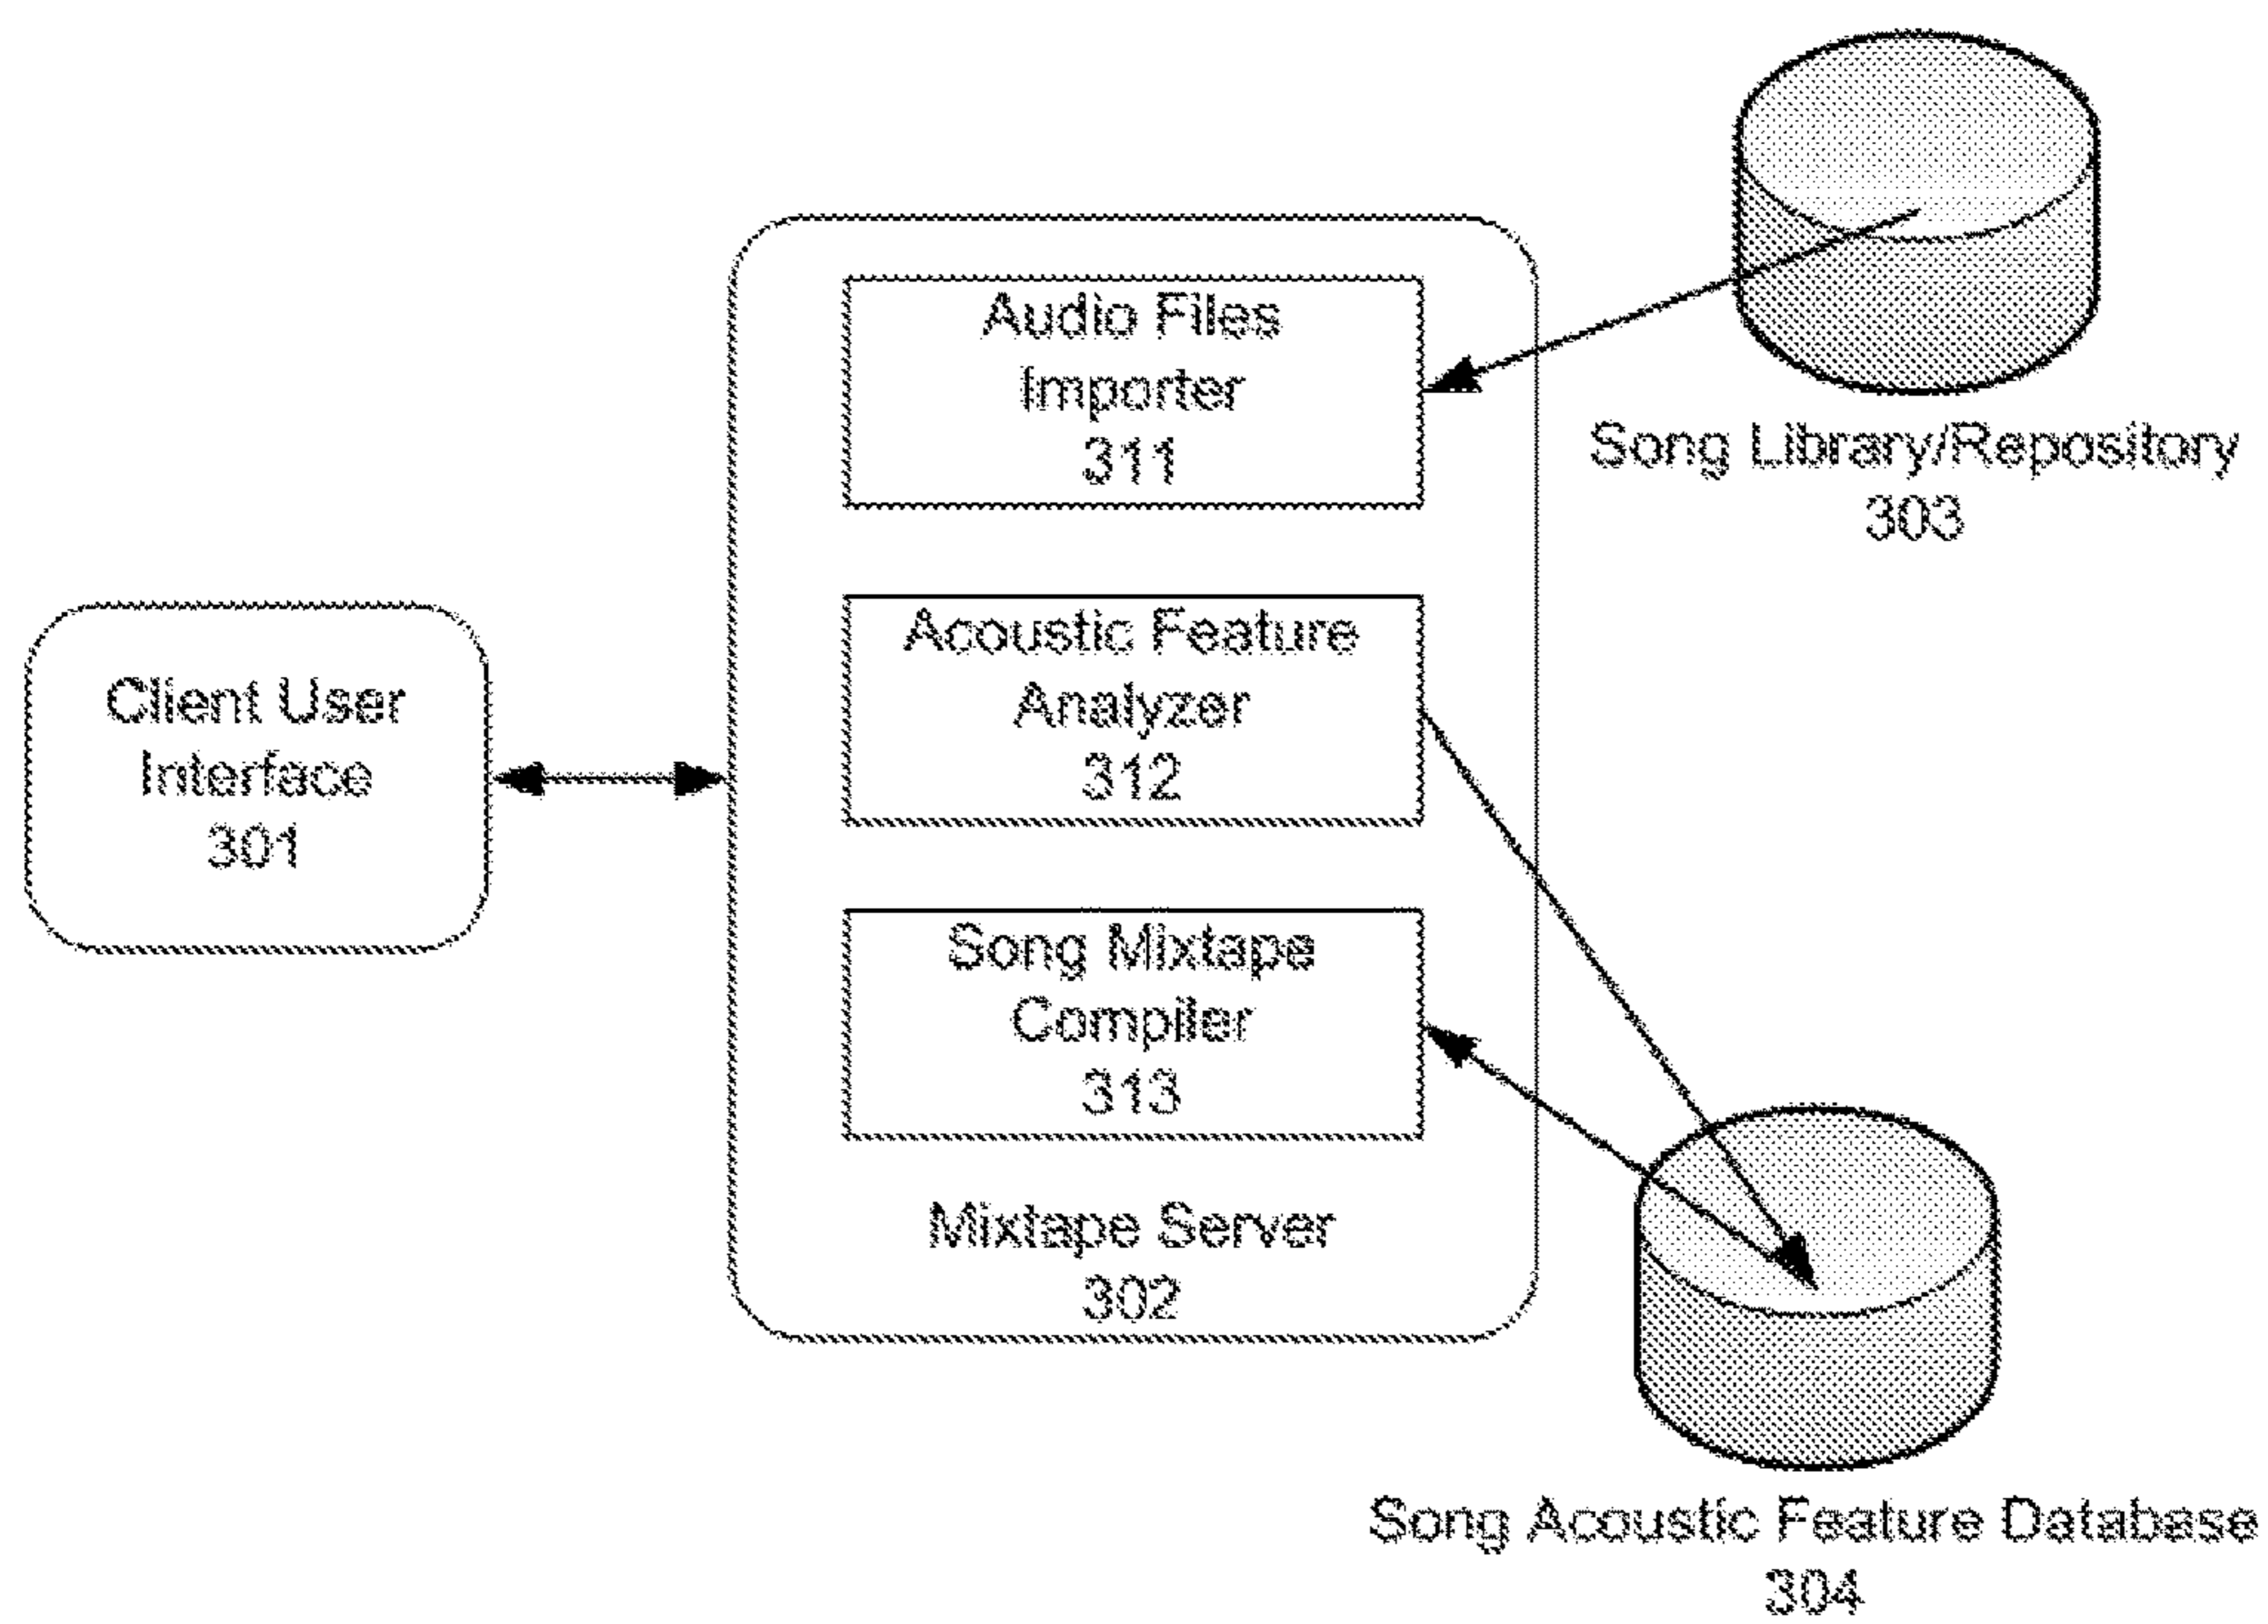 Client User
Interface
301
Audio Files
Importer
311
Acoustic Feature
Analyzer
312
Song Mixtape
Compiler
313
Mixtape Server
302
Song Library/Repository
303
Song Acoustic Feature Database
304